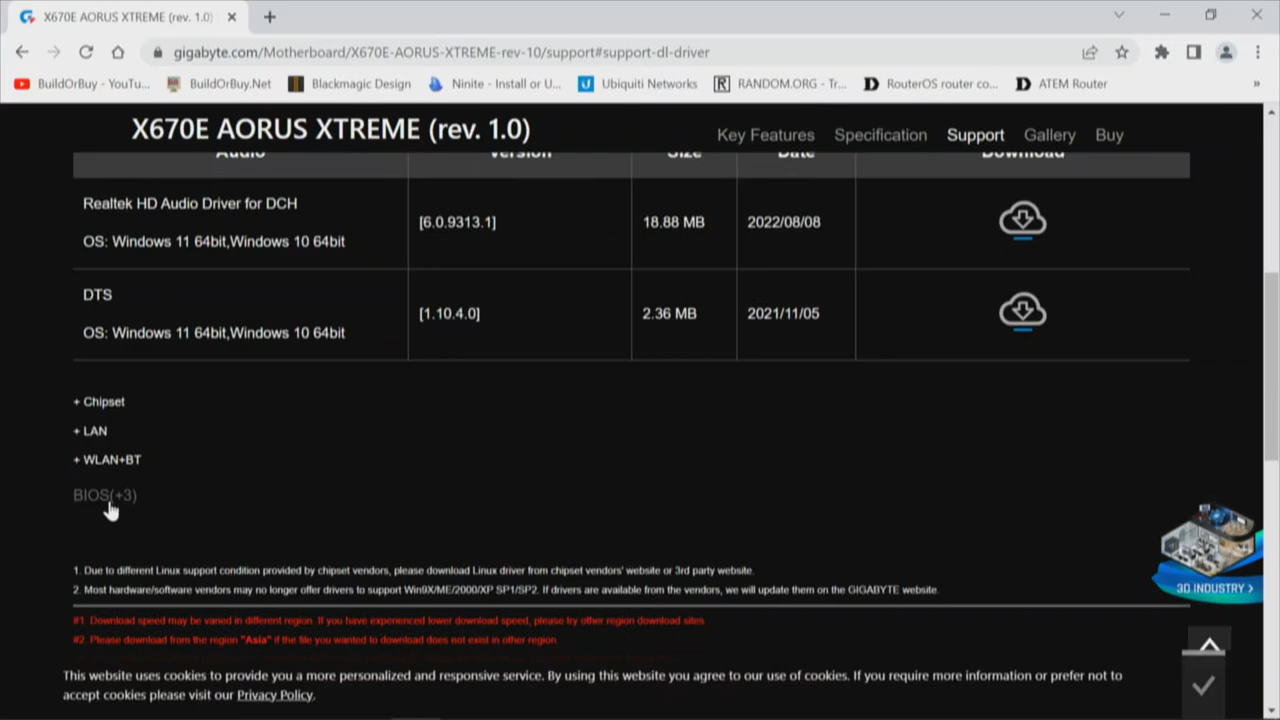 X670E AORUS XTREME (rev. 1.0)
gigabyte.com/Motherboard/X670E-AORUS-XTREME-rev-10/support#support-dl-driver
BuildOrBuy - YouTu... BuildOrBuy.Net Blackmagic Design Ninite - Install or U... Ubiquiti Networks RANDOM.ORG - Tr... RouterOS router co... ATEM Router »
X670E AORUS XTREME (rev. 1.0) Key Features Specification Support Gallery Buy
Audio Version Size Date Download
Realtek HD Audio Driver for DCH
OS: Windows 11 64bit,Windows 10 64bit
[6.0.9313.1] 18.88 MB 2022/08/08
DTS
OS: Windows 11 64bit,Windows 10 64bit
[1.10.4.0] 2.36 MB 2021/11/05
+ Chipset
+ LAN
+ WLAN+BT
BIOS(+3)
3D INDUSTRY >
1. Due to different Linux support condition provided by chipset vendors, please download Linux driver from chipset vendors' website or 3rd party website.
2. Most hardware/software vendors may no longer offer drivers to support Win9X/ME/2000/XP SP1/SP2. If drivers are available from the vendors, we will update them on the GIGABYTE website.
#1. Download speed may be varied in different region. If you have experienced lower download speed, please try other region download sites.
#2. Please download from the region "Asia" if the file you wanted to download does not exist in other region.
This website uses cookies to provide you a more personalized and responsive service. By using this website you agree to our use of cookies. If you require more information or prefer not to
accept cookies please visit our Privacy Policy.